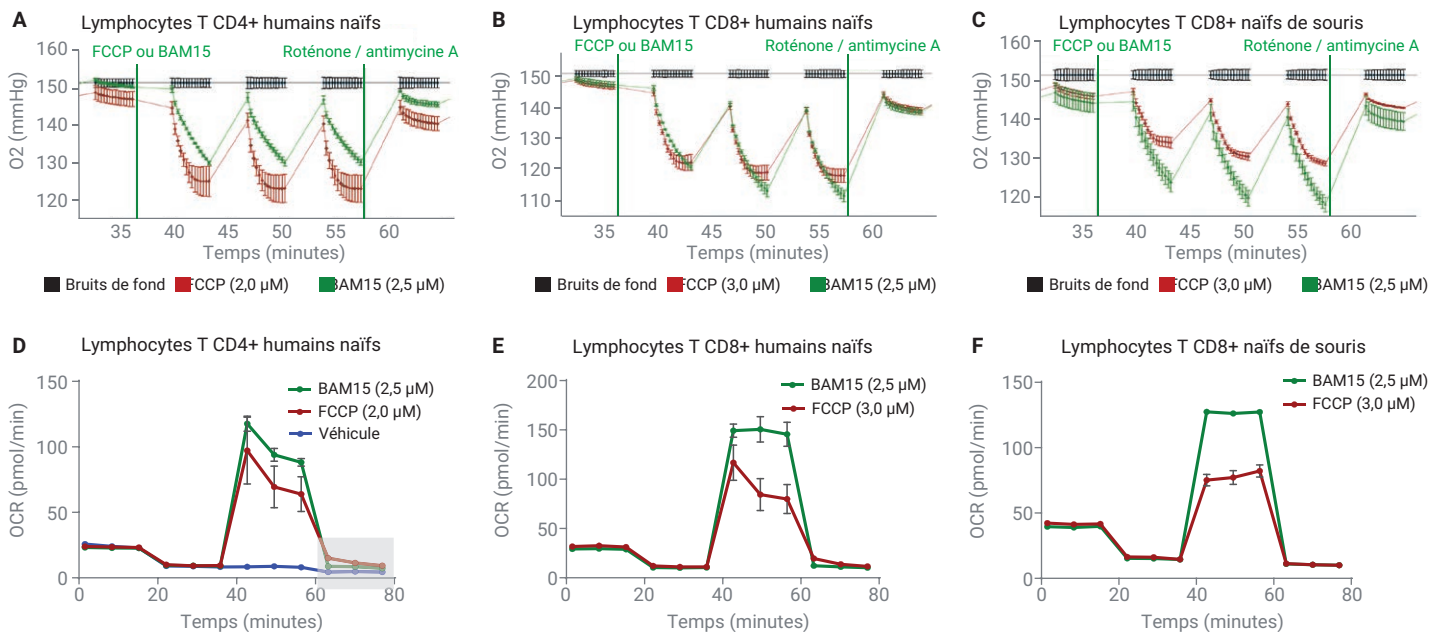 A Lymphocytes T CD4+ humains naïfs
FCCP ou BAM15 Roténone / antimycine A
O2 (mmHg)
160
150
140
130
120
35 40 45 50 55 60
Temps (minutes)
Bruits de fond FCCP (2,0 µM) BAM15 (2,5 µM)
B Lymphocytes T CD8+ humains naïfs
FCCP ou BAM15 Roténone / antimycine A
O2 (mmHg)
150
140
130
120
110
35 40 45 50 55 60
Temps (minutes)
Bruits de fond FCCP (3,0 µM) BAM15 (2,5 µM)
C Lymphocytes T CD8+ naïfs de souris
FCCP ou BAM15 Roténone / antimycine A
O2 (mmHg)
160
150
140
130
120
35 40 45 50 55 60
Temps (minutes)
Bruits de fond FCCP (3,0 µM) BAM15 (2,5 µM)
D Lymphocytes T CD4+ humains naïfs
BAM15 (2,5 µM)
FCCP (2,0 µM)
Véhicule
OCR (pmol/min)
150
100
50
0
0 20 40 60 80
Temps (minutes)
E Lymphocytes T CD8+ humains naïfs
BAM15 (2,5 µM)
FCCP (3,0 µM)
OCR (pmol/min)
200
150
100
50
0
0 20 40 60 80
Temps (minutes)
F Lymphocytes T CD8+ naïfs de souris
BAM15 (2,5 µM)
FCCP (3,0 µM)
OCR (pmol/min)
150
100
50
0
0 20 40 60 80
Temps (minutes)